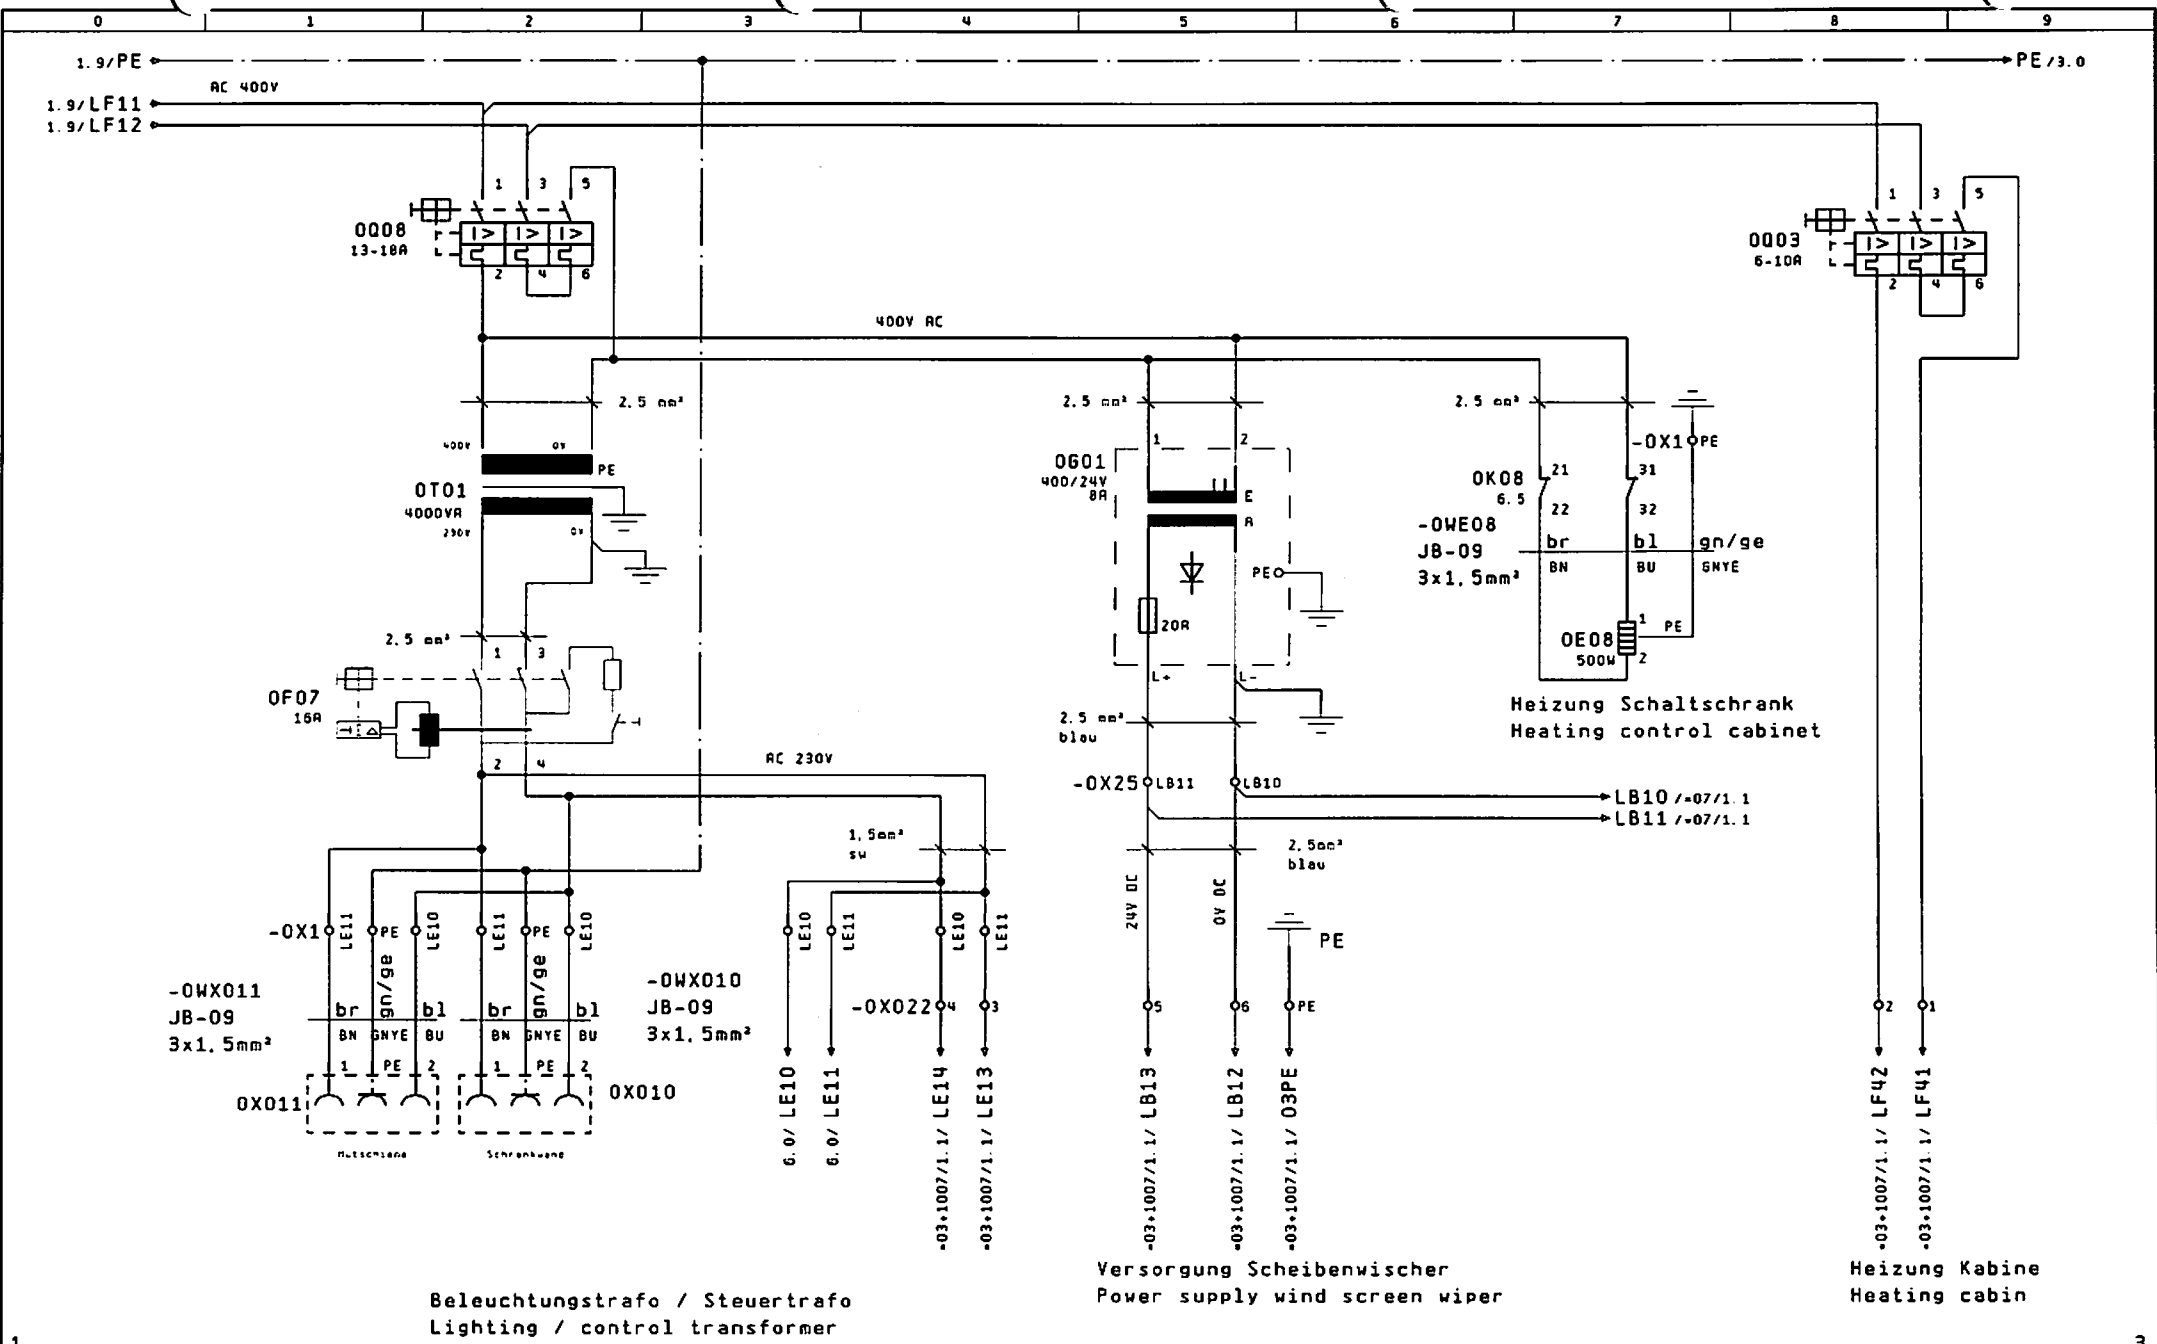 0 1 2 3 4 5 6 7 8 9
1.9/PE
PE/3.0
AC 400V
1.9/LF11
1.9/LF12
1 3 5
0Q08
13-18A
2 4 6
1 3 5
0Q03
6-10A
2 4 6
400V AC
2.5 mm²
2.5 mm²
2.5 mm²
400V 0V
PE
0T01
4000VA
230V 0V
1 2
0G01
400/24V
8A
E
A
PE
20A
L+ L-
-0X1 PE
0K08
6.5
21 31
22 32
-0WE08
JB-09
3x1.5mm²
br bl gn/ge
BN BU GNYE
1 PE
0E08
500W
2
Heizung Schaltschrank
Heating control cabinet
2.5 mm²
1 3
0F07
16A
2 4
AC 230V
2.5 mm²
blau
-0X25 LB11 LB10
LB10 /=07/1.1
LB11 /=07/1.1
1.5mm²
sw
2.5mm²
blau
24V DC
0V DC
PE
-0X1 LE11 PE LE10 LE11 PE LE10
LE10 LE11 LE10 LE11
gn/ge gn/ge
-0WX011
JB-09
3x1.5mm²
br bl br bl
BN GNYE BU BN GNYE BU
-0WX010
JB-09
3x1.5mm²
-0X022 4 3
5 6 PE
2 1
1 PE 2 1 PE 2
0X011
0X010
Schrankwand
6.0/ LE10
6.0/ LE11
=03+1007/1.1/ LE14
=03+1007/1.1/ LE13
=03+1007/1.1/ LB13
=03+1007/1.1/ LB12
=03+1007/1.1/ 03PE
=03+1007/1.1/ LF42
=03+1007/1.1/ LF41
Beleuchtungstrafo / Steuertrafo
Lighting / control transformer
Versorgung Scheibenwischer
Power supply wind screen wiper
Heizung Kabine
Heating cabin
1
3